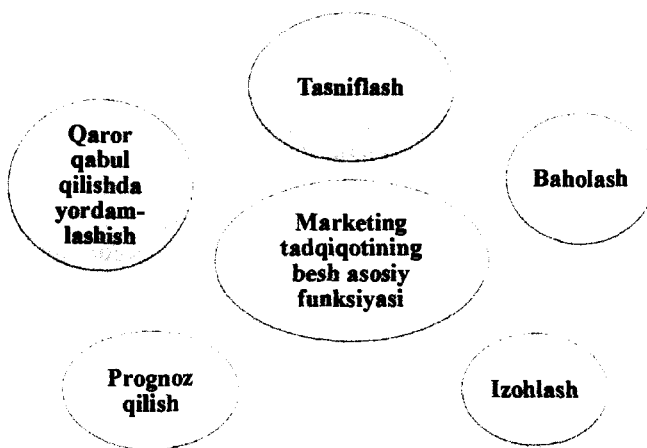 Tasniflash
Qaror
qabul
qilishda
yordam-
lashish
Baholash
Marketing
tadqiqotining
besh asosiy
funksiyasi
Prognoz
qilish
Izohlash